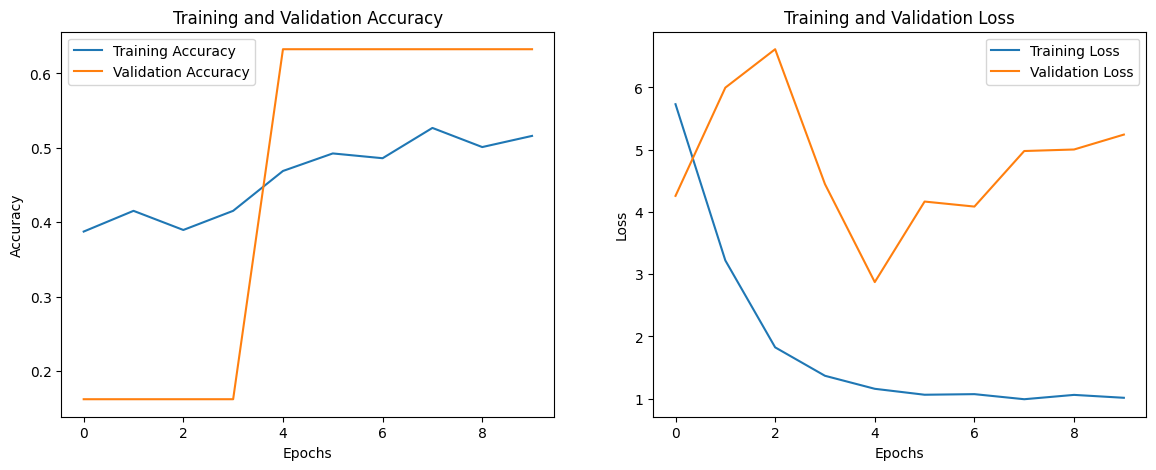 Training and Validation Accuracy
Training Accuracy
Validation Accuracy
0.6
0.5
0.4
0.3
0.2
Accuracy
0 2 4 6 8
Epochs
Training and Validation Loss
Training Loss
Validation Loss
6
5
4
3
2
1
Loss
0 2 4 6 8
Epochs